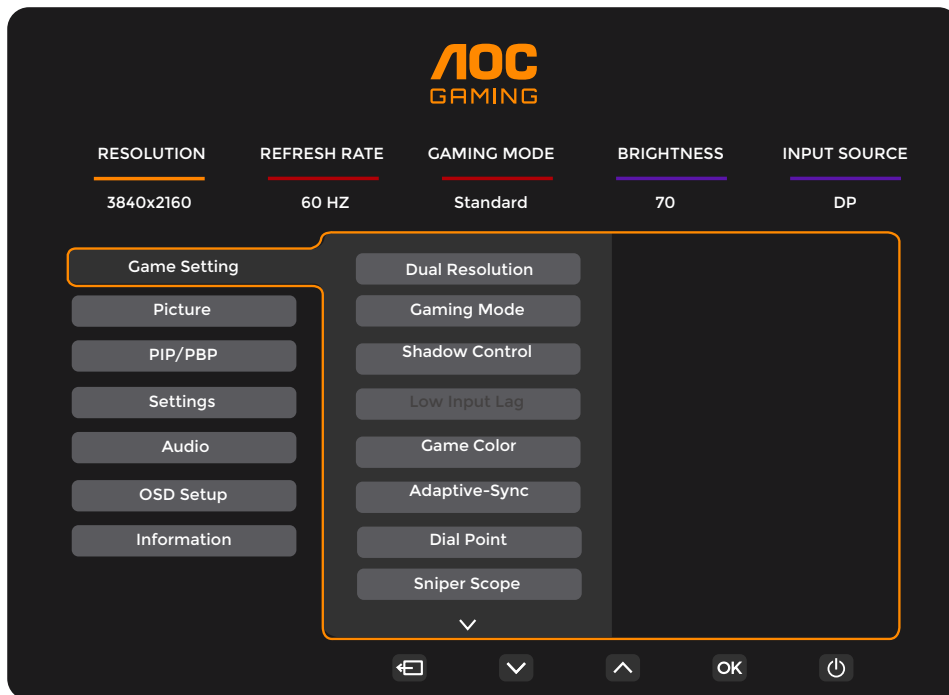 AOC
GAMING
RESOLUTION REFRESH RATE GAMING MODE BRIGHTNESS INPUT SOURCE
3840x2160 60 HZ Standard 70 DP
Game Setting
Picture
PIP/PBP
Settings
Audio
OSD Setup
Information
Dual Resolution
Gaming Mode
Shadow Control
Low Input Lag
Game Color
Adaptive-Sync
Dial Point
Sniper Scope
OK